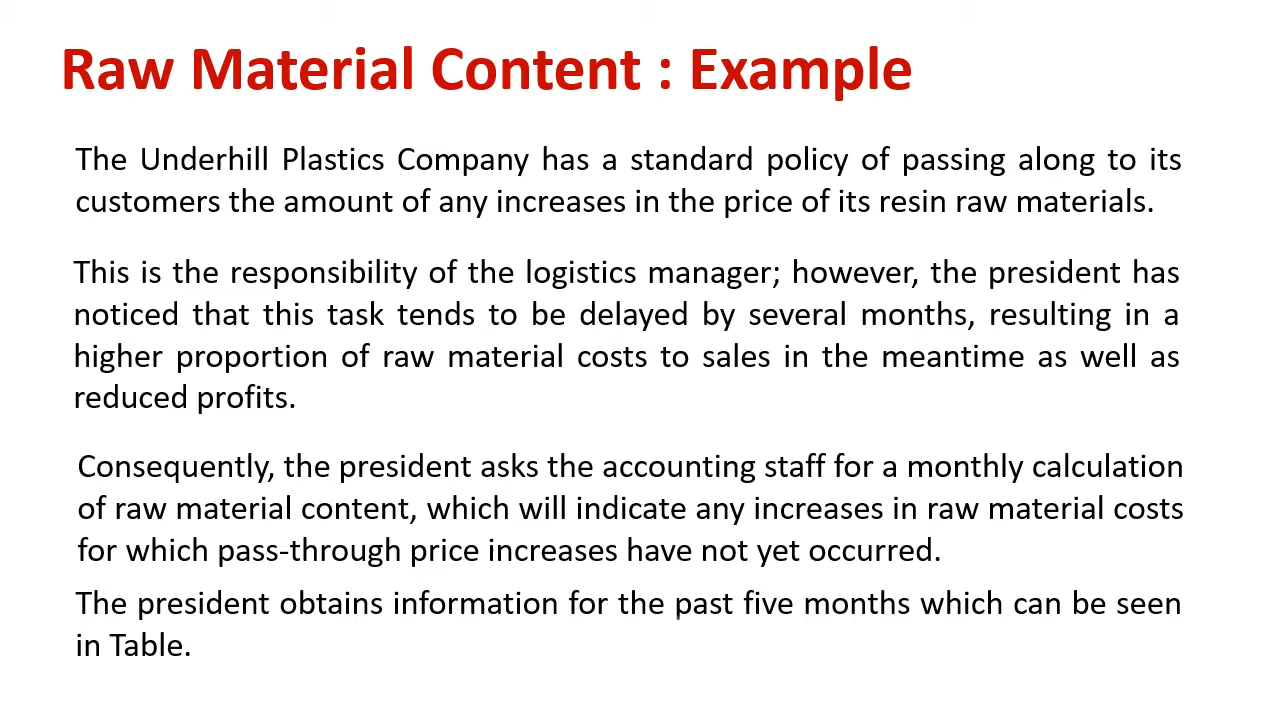 Raw Material Content : Example
The Underhill Plastics Company has a standard policy of passing along to its
customers the amount of any increases in the price of its resin raw materials.
This is the responsibility of the logistics manager; however, the president has
noticed that this task tends to be delayed by several months, resulting in a
higher proportion of raw material costs to sales in the meantime as well as
reduced profits.
Consequently, the president asks the accounting staff for a monthly calculation
of raw material content, which will indicate any increases in raw material costs
for which pass-through price increases have not yet occurred.
The president obtains information for the past five months which can be seen
in Table.